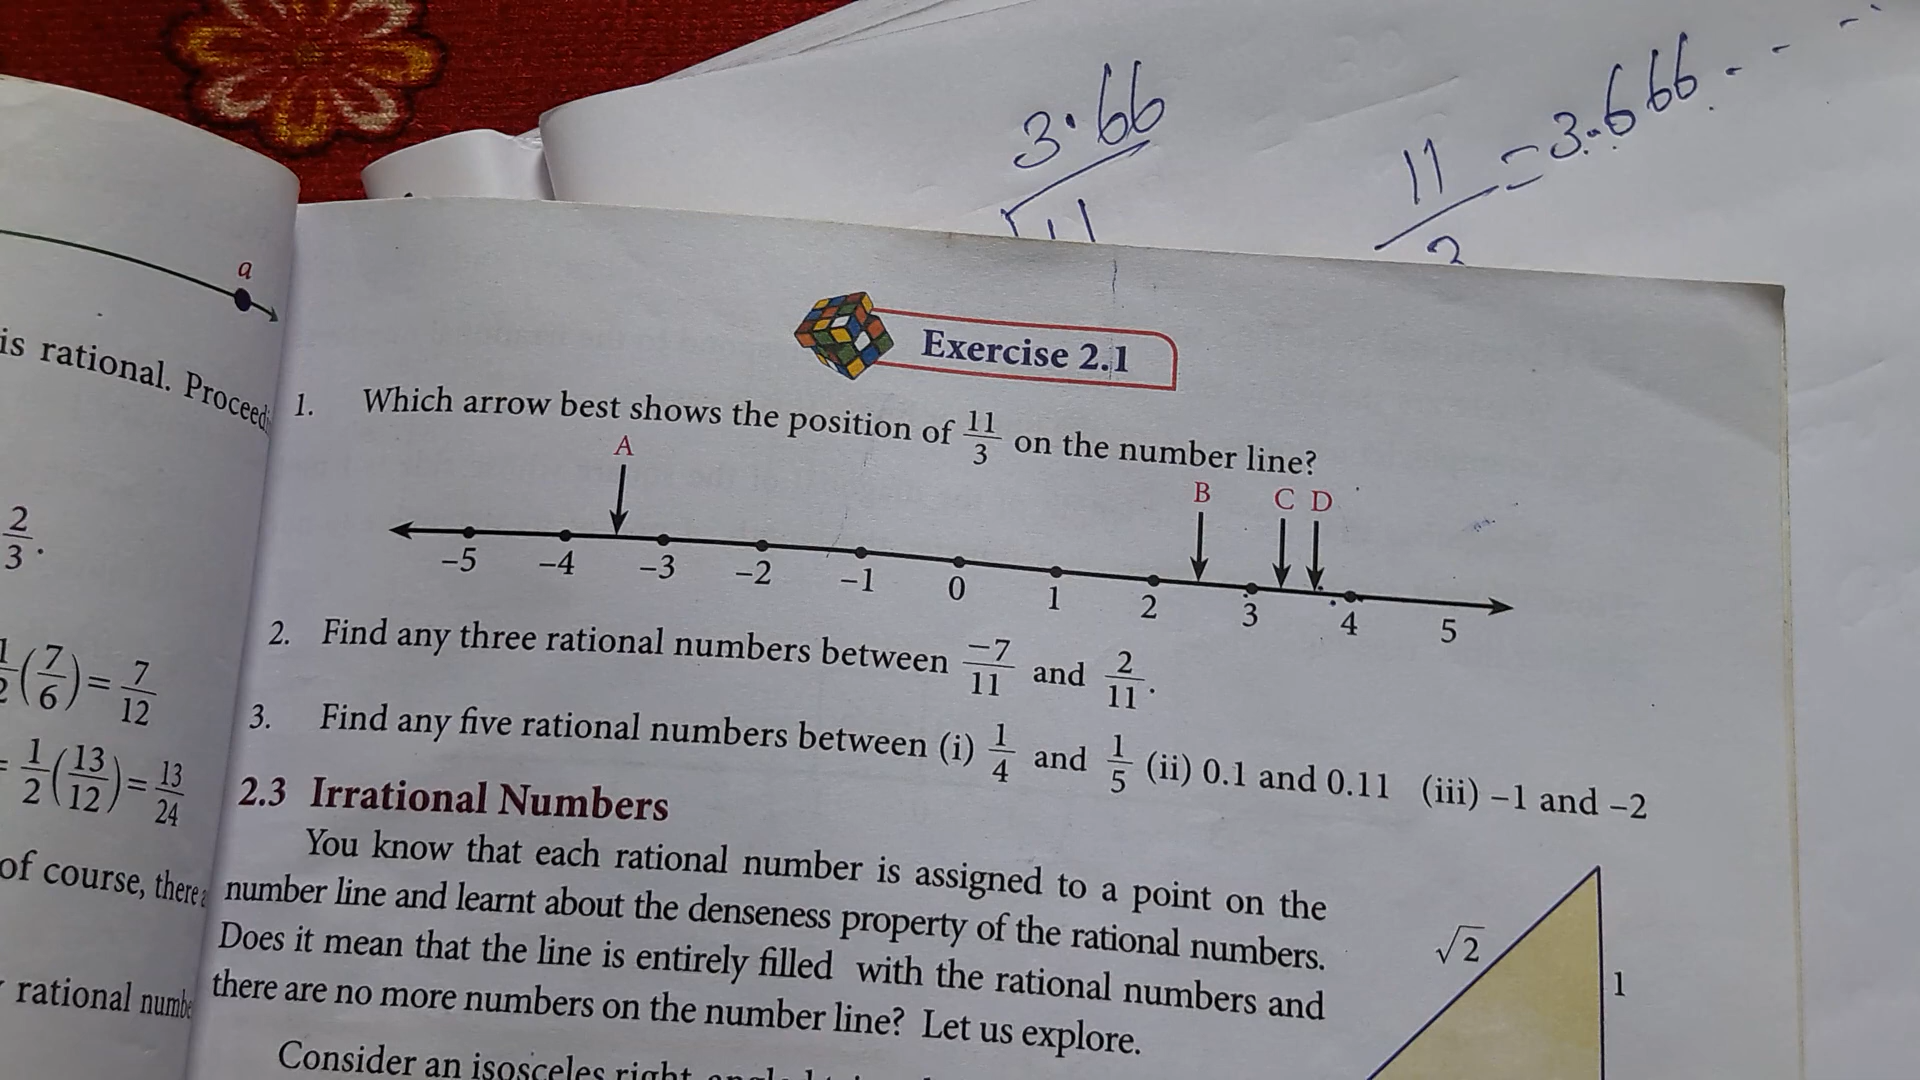 3.66
11
11/2 = 3.666 - - -
a
is rational. Proceed
2/3.
1/2 (7/6) = 7/12
= 1/2 (13/12) = 13/24
of course, there
rational
Exercise 2.1
1. Which arrow best shows the position of 11/3 on the number line?
A B C D
-5 -4 -3 -2 -1 0 1 2 3 4 5
2. Find any three rational numbers between -7/11 and 2/11.
3. Find any five rational numbers between (i) 1/4 and 1/5 (ii) 0.1 and 0.11 (iii) -1 and -2
2.3 Irrational Numbers
You know that each rational number is assigned to a point on the
number line and learnt about the denseness property of the rational numbers.
Does it mean that the line is entirely filled with the rational numbers and
there are no more numbers on the number line? Let us explore.
Consider an isosceles right
√2
1